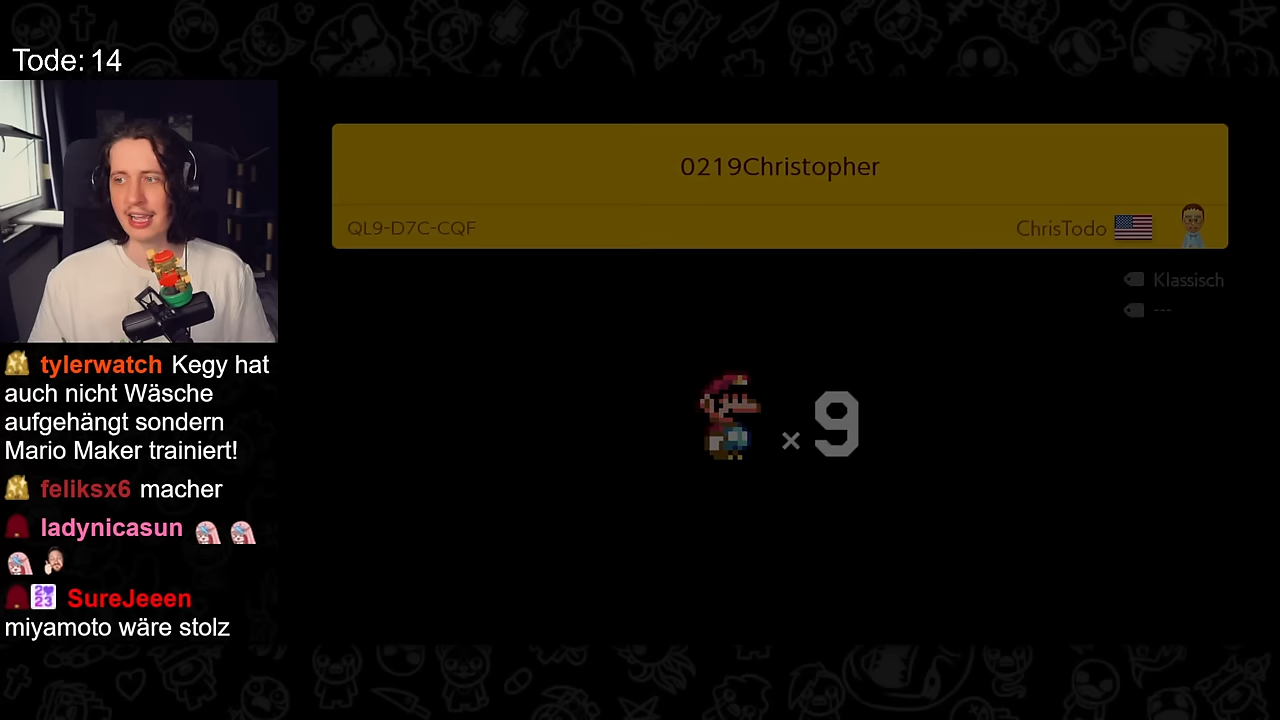 Tode: 14
0219Christopher
QL9-D7C-CQF
ChrisTodo
Klassisch
---
× 9
tylerwatch Kegy hat
auch nicht Wäsche
aufgehängt sondern
Mario Maker trainiert!
feliksx6 macher
ladynicasun
2023 SureJeeen
miyamoto wäre stolz